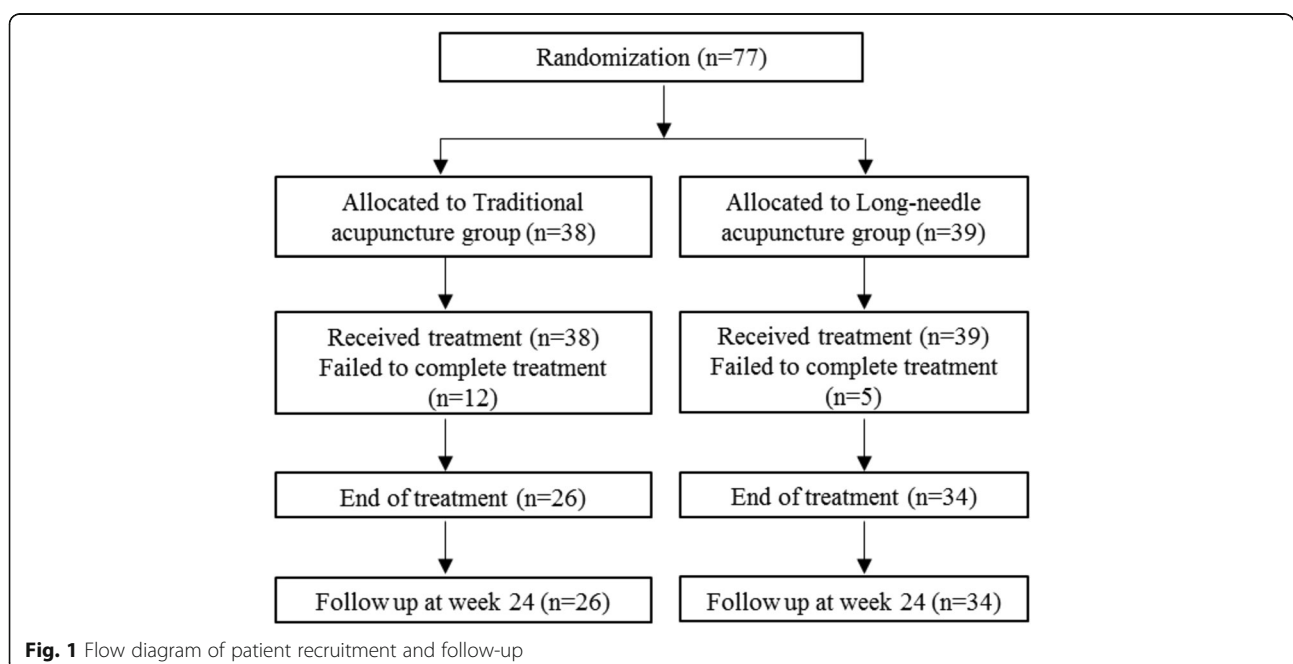 Randomization (n=77)
Allocated to Traditional
acupuncture group (n=38)
Allocated to Long-needle
acupuncture group (n=39)
Received treatment (n=38)
Failed to complete treatment
(n=12)
Received treatment (n=39)
Failed to complete treatment
(n=5)
End of treatment (n=26)
End of treatment (n=34)
Follow up at week 24 (n=26)
Follow up at week 24 (n=34)
Fig. 1 Flow diagram of patient recruitment and follow-up